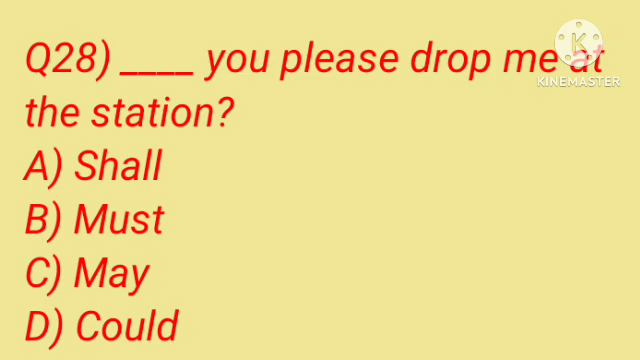 Q28) ____ you please drop me at
the station?
A) Shall
B) Must
C) May
D) Could
K
KINEMASTER